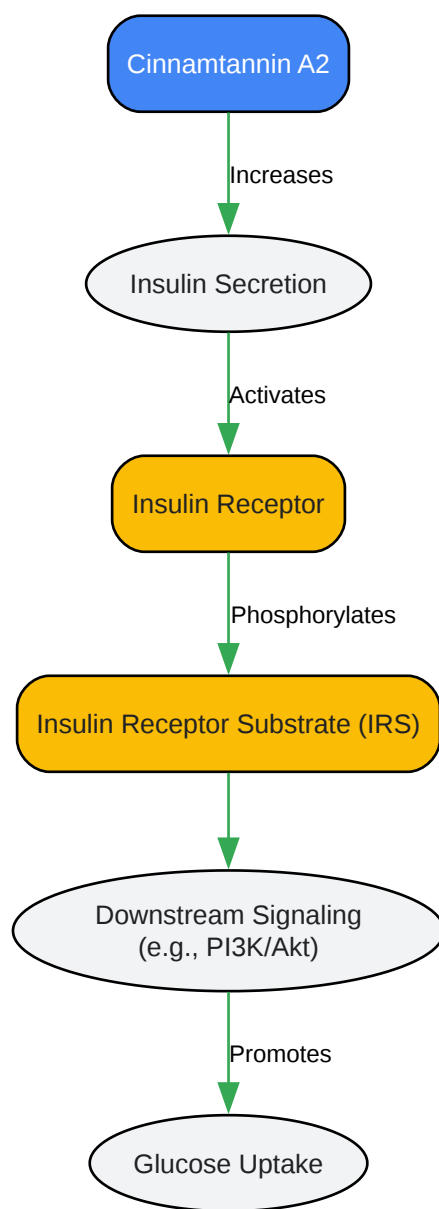 Cinnamtannin A2
Increases
Insulin Secretion
Activates
Insulin Receptor
Phosphorylates
Insulin Receptor Substrate (IRS)
Downstream Signaling
(e.g., PI3K/Akt)
Promotes
Glucose Uptake